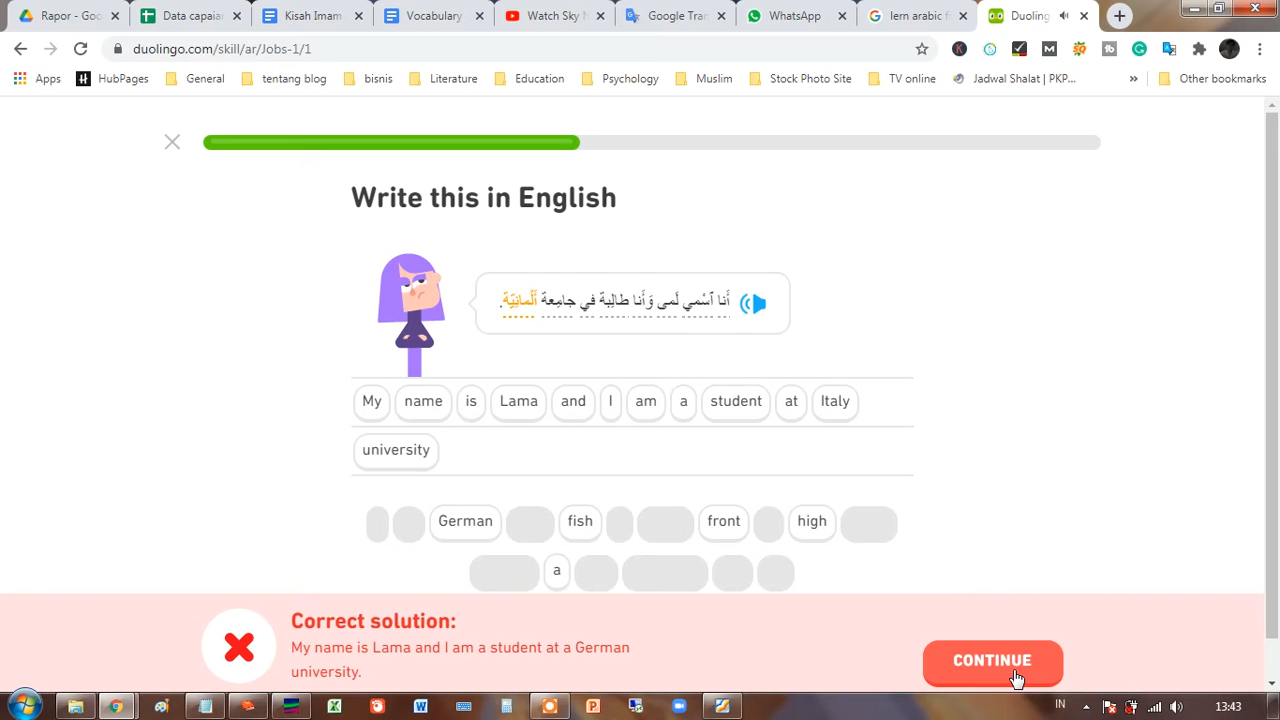 Rapor - Goo
Data capaian
Kitab Imam
Vocabulary
Watch Sky
Google Tra
WhatsApp
lern arabic f
Duoling
duolingo.com/skill/ar/Jobs-1/1
Apps
HubPages
General
tentang blog
bisnis
Literature
Education
Psychology
Muslim
Stock Photo Site
TV online
Jadwal Shalat | PKP...
»
Other bookmarks
Write this in English
أَنا ٱسْمي لَمى وَأَنا طالِبة في جامِعة أَلْمانِيّة.
My name is Lama and I am a student at Italy
university
German fish front high
a
Correct solution:
My name is Lama and I am a student at a German
university.
CONTINUE
IN
13:43